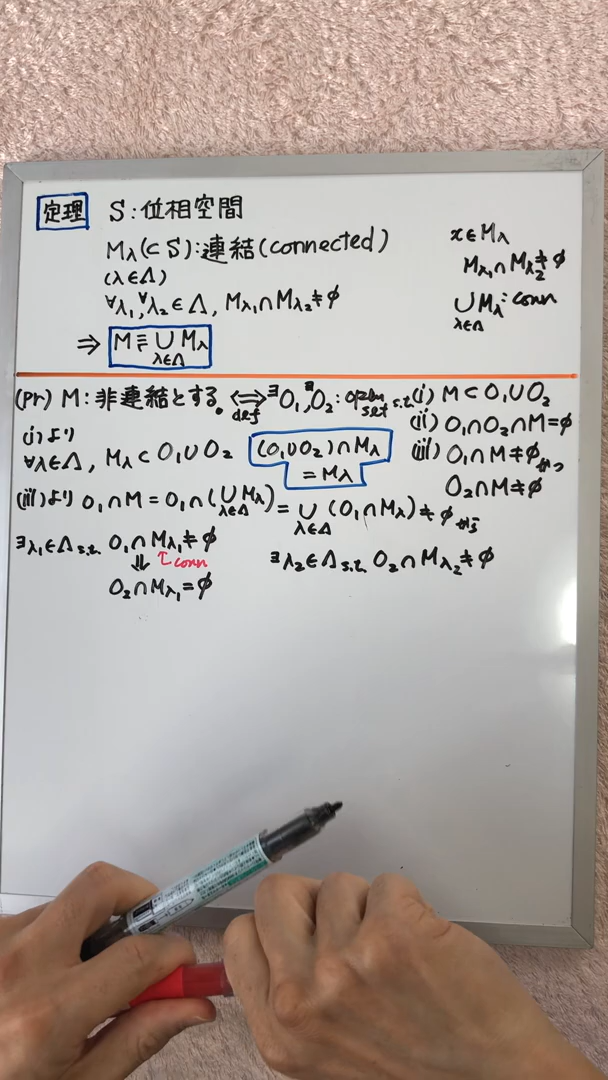 定理 S:位相空間
Mλ(⊂S):連結(connected)
(λ∈Λ)
∀λ₁,∀λ₂∈Λ, Mλ₁∩Mλ₂≠φ
⇒ M≡∪Mλ
λ∈Λ
x∈Mλ
Mλ₁∩Mλ₂≠φ
∪Mλ:conn
λ∈Λ
(Pr) M:非連結とする。⇔def ∃O₁,∃O₂:open set s.t. (i) M⊂O₁∪O₂
(ii) O₁∩O₂∩M=φ
(iii) O₁∩M≠φ かつ
O₂∩M≠φ
(i)より
∀λ∈Λ, Mλ⊂O₁∪O₂ (O₁∪O₂)∩Mλ
=Mλ
(iii)より O₁∩M=O₁∩(∪Mλ)=∪(O₁∩Mλ)≠φ から
λ∈Λ λ∈Λ
∃λ₁∈Λ s.t. O₁∩Mλ₁≠φ ∃λ₂∈Λ s.t. O₂∩Mλ₂≠φ
⇓ conn
O₂∩Mλ₁=φ